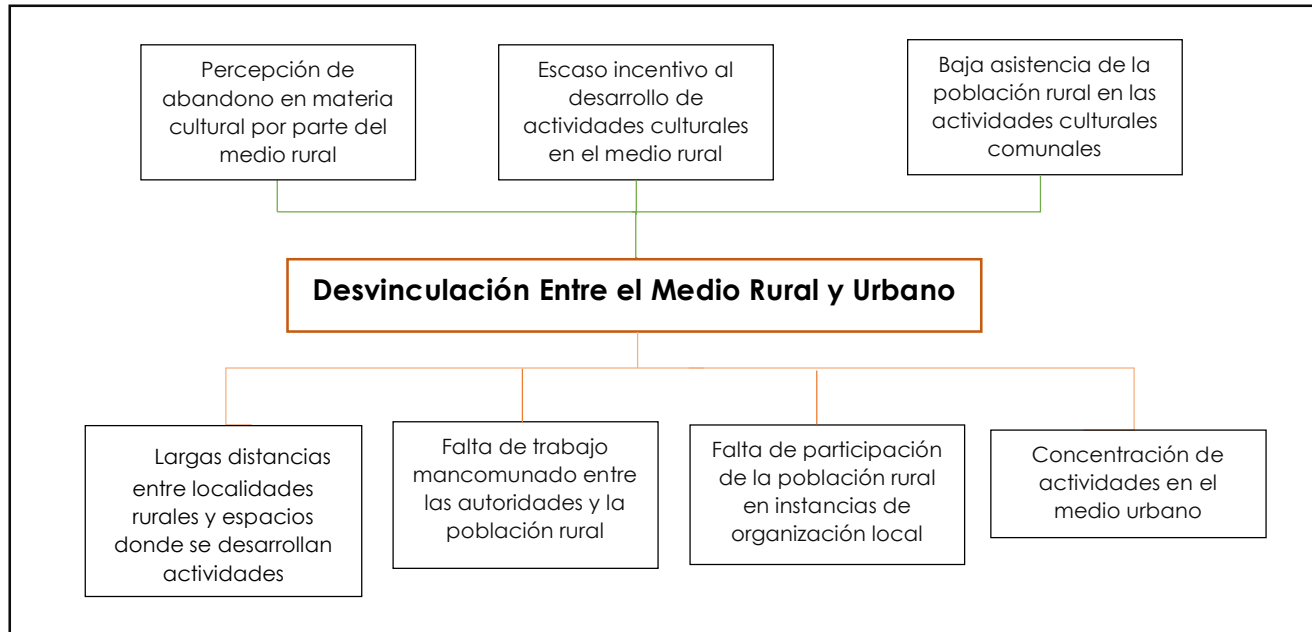 Percepción de
abandono en materia
cultural por parte del
medio rural
Escaso incentivo al
desarrollo de
actividades culturales
en el medio rural
Baja asistencia de la
población rural en las
actividades culturales
comunales
Desvinculación Entre el Medio Rural y Urbano
Largas distancias
entre localidades
rurales y espacios
donde se desarrollan
actividades
Falta de trabajo
mancomunado entre
las autoridades y la
población rural
Falta de participación
de la población rural
en instancias de
organización local
Concentración de
actividades en el
medio urbano